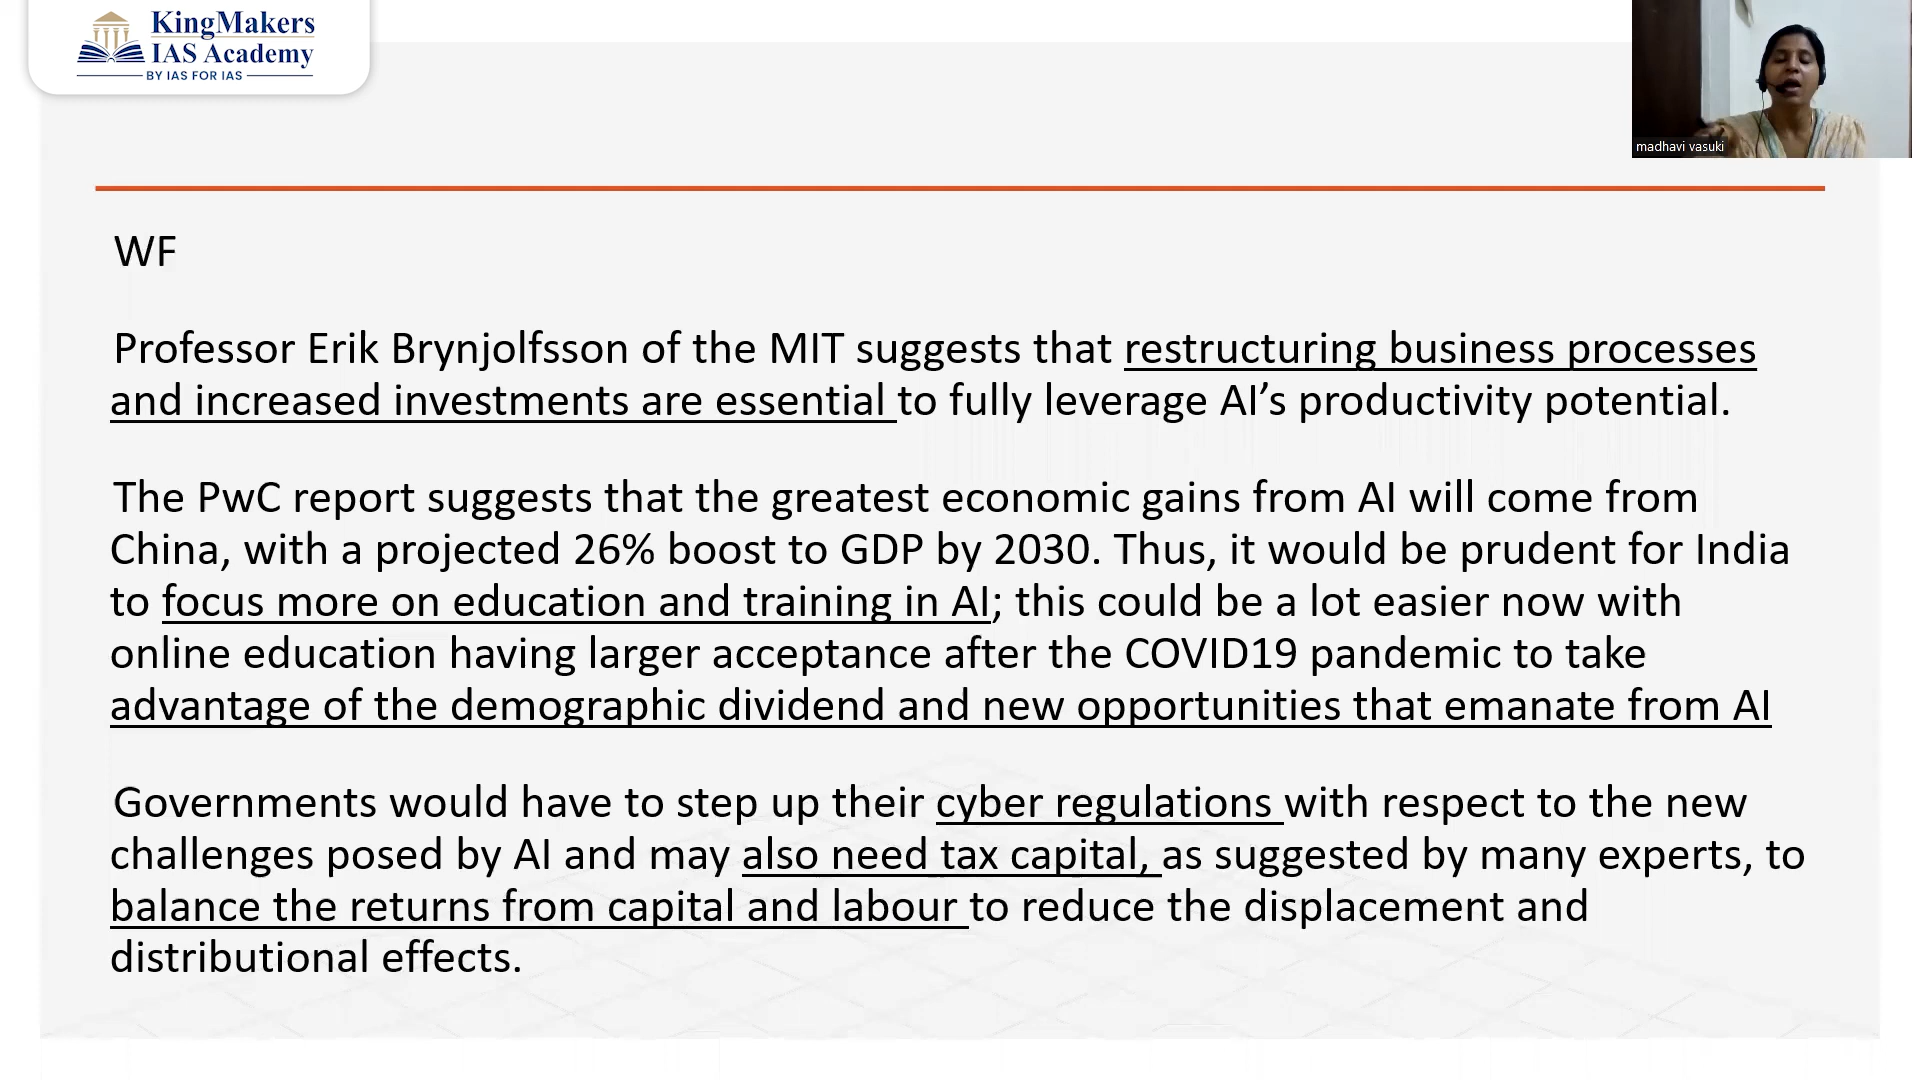 KingMakers
IAS Academy
BY IAS FOR IAS
madhavi vasuki
WF
Professor Erik Brynjolfsson of the MIT suggests that restructuring business processes
and increased investments are essential to fully leverage AI’s productivity potential.
The PwC report suggests that the greatest economic gains from AI will come from
China, with a projected 26% boost to GDP by 2030. Thus, it would be prudent for India
to focus more on education and training in AI; this could be a lot easier now with
online education having larger acceptance after the COVID19 pandemic to take
advantage of the demographic dividend and new opportunities that emanate from AI
Governments would have to step up their cyber regulations with respect to the new
challenges posed by AI and may also need tax capital, as suggested by many experts, to
balance the returns from capital and labour to reduce the displacement and
distributional effects.